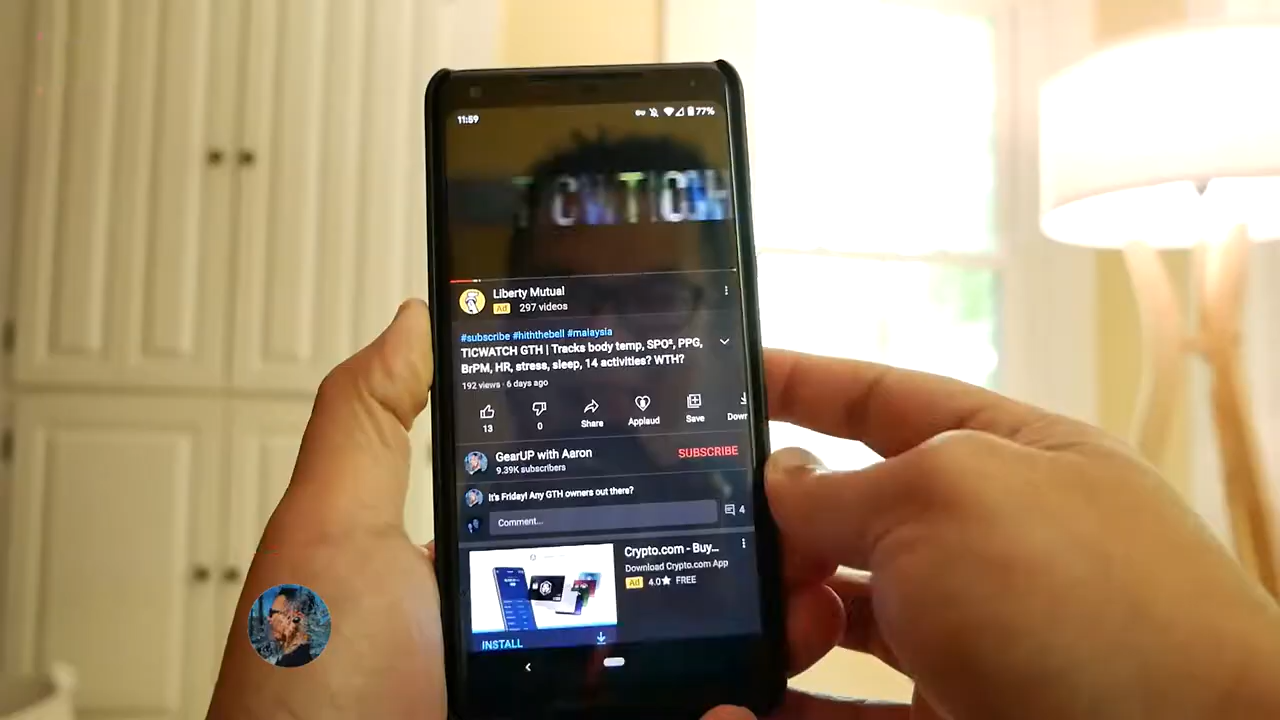 11:59
77%
Liberty Mutual
Ad 297 videos
#subscribe #hiththebell #malaysia
TICWATCH GTH | Tracks body temp, SPO², PPG,
BrPM, HR, stress, sleep, 14 activities? WTH?
192 views · 6 days ago
13
0
Share
Applaud
Save
Down
GearUP with Aaron
SUBSCRIBE
9.39K subscribers
It's Friday! Any GTH owners out there?
Comment...
4
Crypto.com - Buy...
Download Crypto.com App
Ad 4.0★ FREE
INSTALL